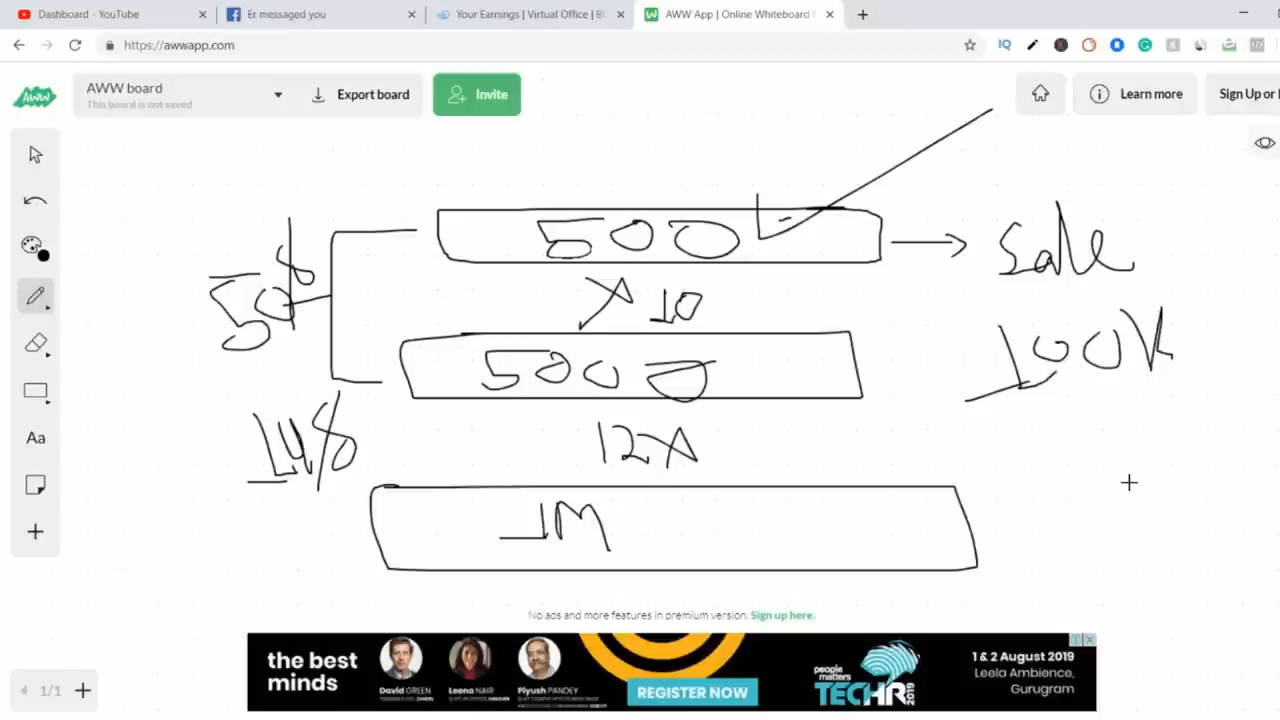 Dashboard - YouTube
Er messaged you
Your Earnings | Virtual Office | B
AWW App | Online Whiteboard
https://awwapp.com
IQ
AWW
AWW board
This board is not saved
Export board
Invite
Learn more
Sign Up or
500
Sale
50%
X10
5000
100K
14%
12X
1M
Aa
No ads and more features in premium version. Sign up here.
1/1
the best minds
David GREEN
Leena NAIR
Piyush PANDEY
REGISTER NOW
people matters
TECHR 2019
1 & 2 August 2019
Leela Ambience,
Gurugram